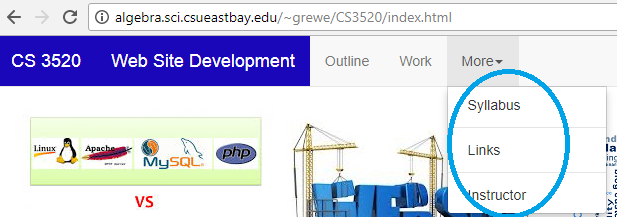 algebra.sci.csueastbay.edu/~grewe/CS3520/index.html
CS 3520 Web Site Development Outline Work More
Syllabus
Links
Instructor
Linux Apache MySQL php
VS